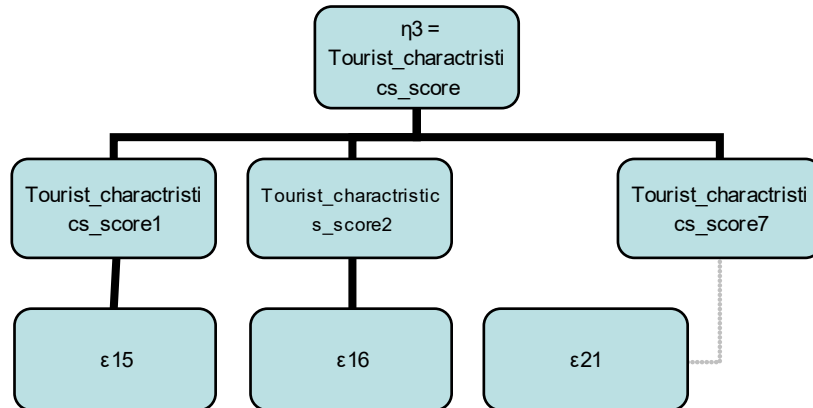 η3 =
Tourist_charactristi
cs_score
Tourist_charactristi
cs_score1
Tourist_charactristic
s_score2
Tourist_charactristi
cs_score7
ε15
ε16
ε21